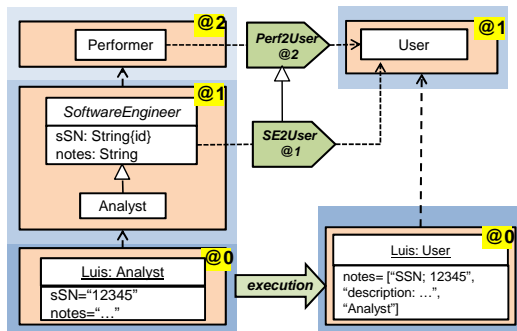 @2
Performer
Perf2User
@2
@1
User
@1
SoftwareEngineer
sSN: String{id}
notes: String
SE2User
@1
Analyst
@0
Luis: Analyst
sSN=“12345”
notes=“…”
execution
@0
Luis: User
notes= [“SSN; 12345”,
“description: …”,
“Analyst”]